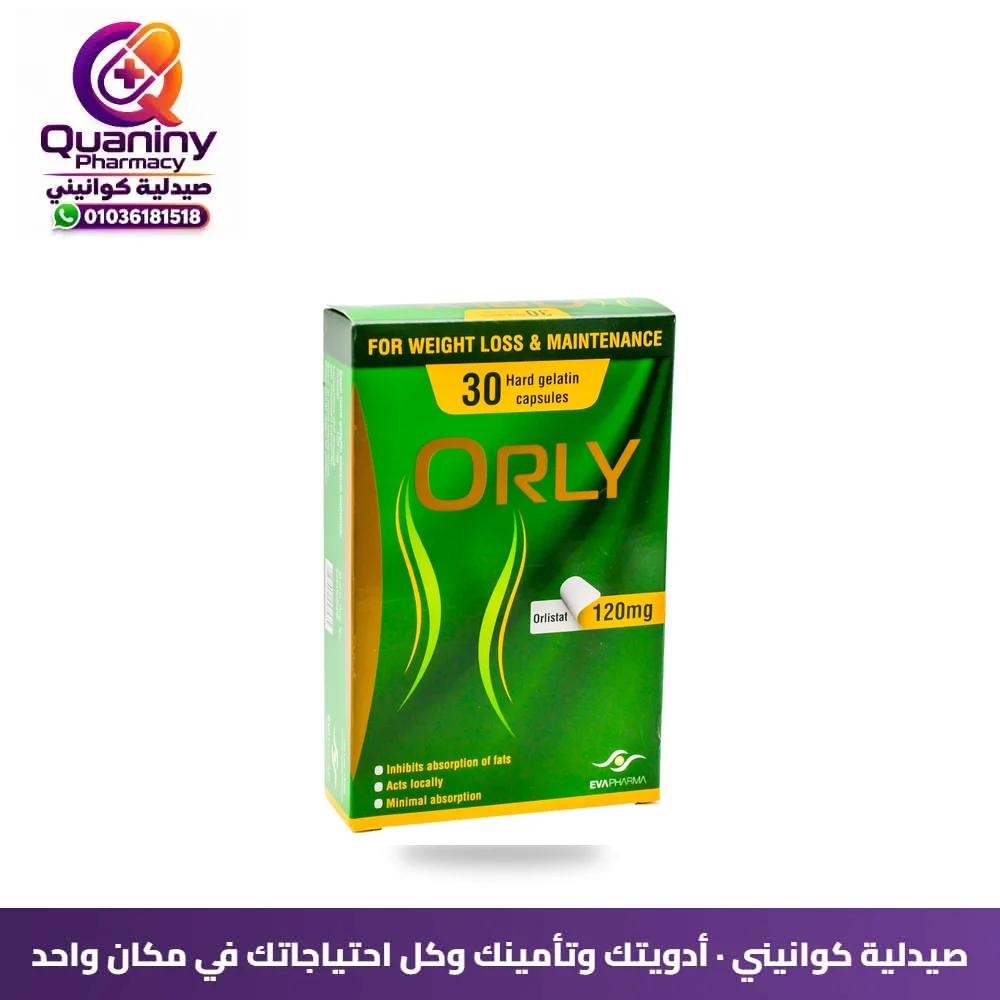 Quaniny
Pharmacy
صيدلية كوانيني
01036181518
30
FOR WEIGHT LOSS & MAINTENANCE
30 Hard gelatin
capsules
ORLY
Orlistat 120mg
Inhibits absorption of fats
Acts locally
Minimal absorption
EVAPHARMA
صيدلية كوانيني · أدويتك وتأمينك وكل احتياجاتك في مكان واحد